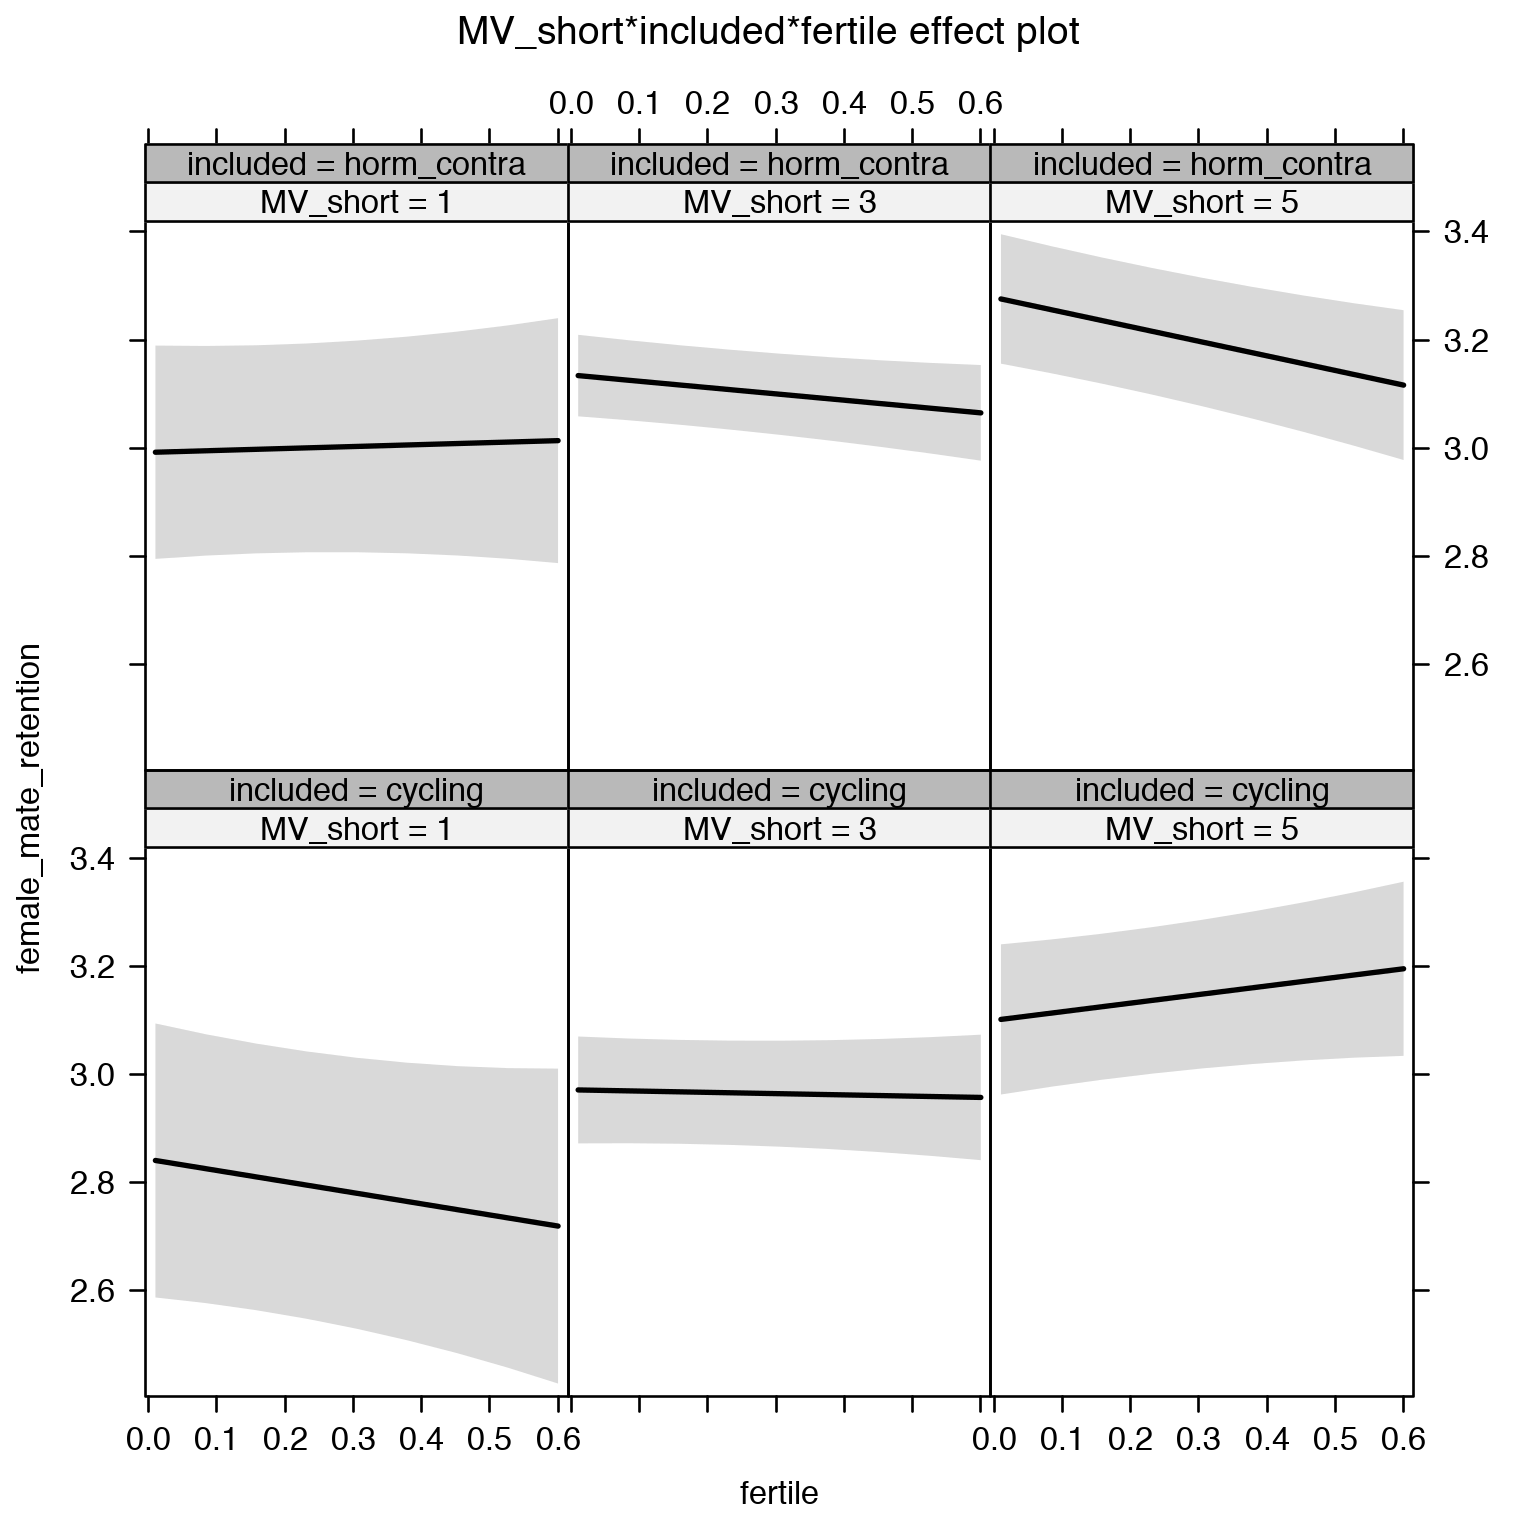 MV_short*included*fertile effect plot
0.0 0.1 0.2 0.3 0.4 0.5 0.6
included = horm_contra included = horm_contra included = horm_contra
MV_short = 1 MV_short = 3 MV_short = 5
3.4
3.2
3.0
2.8
2.6
female_mate_retention
included = cycling included = cycling included = cycling
MV_short = 1 MV_short = 3 MV_short = 5
3.4
3.2
3.0
2.8
2.6
0.0 0.1 0.2 0.3 0.4 0.5 0.6 0.0 0.1 0.2 0.3 0.4 0.5 0.6
fertile